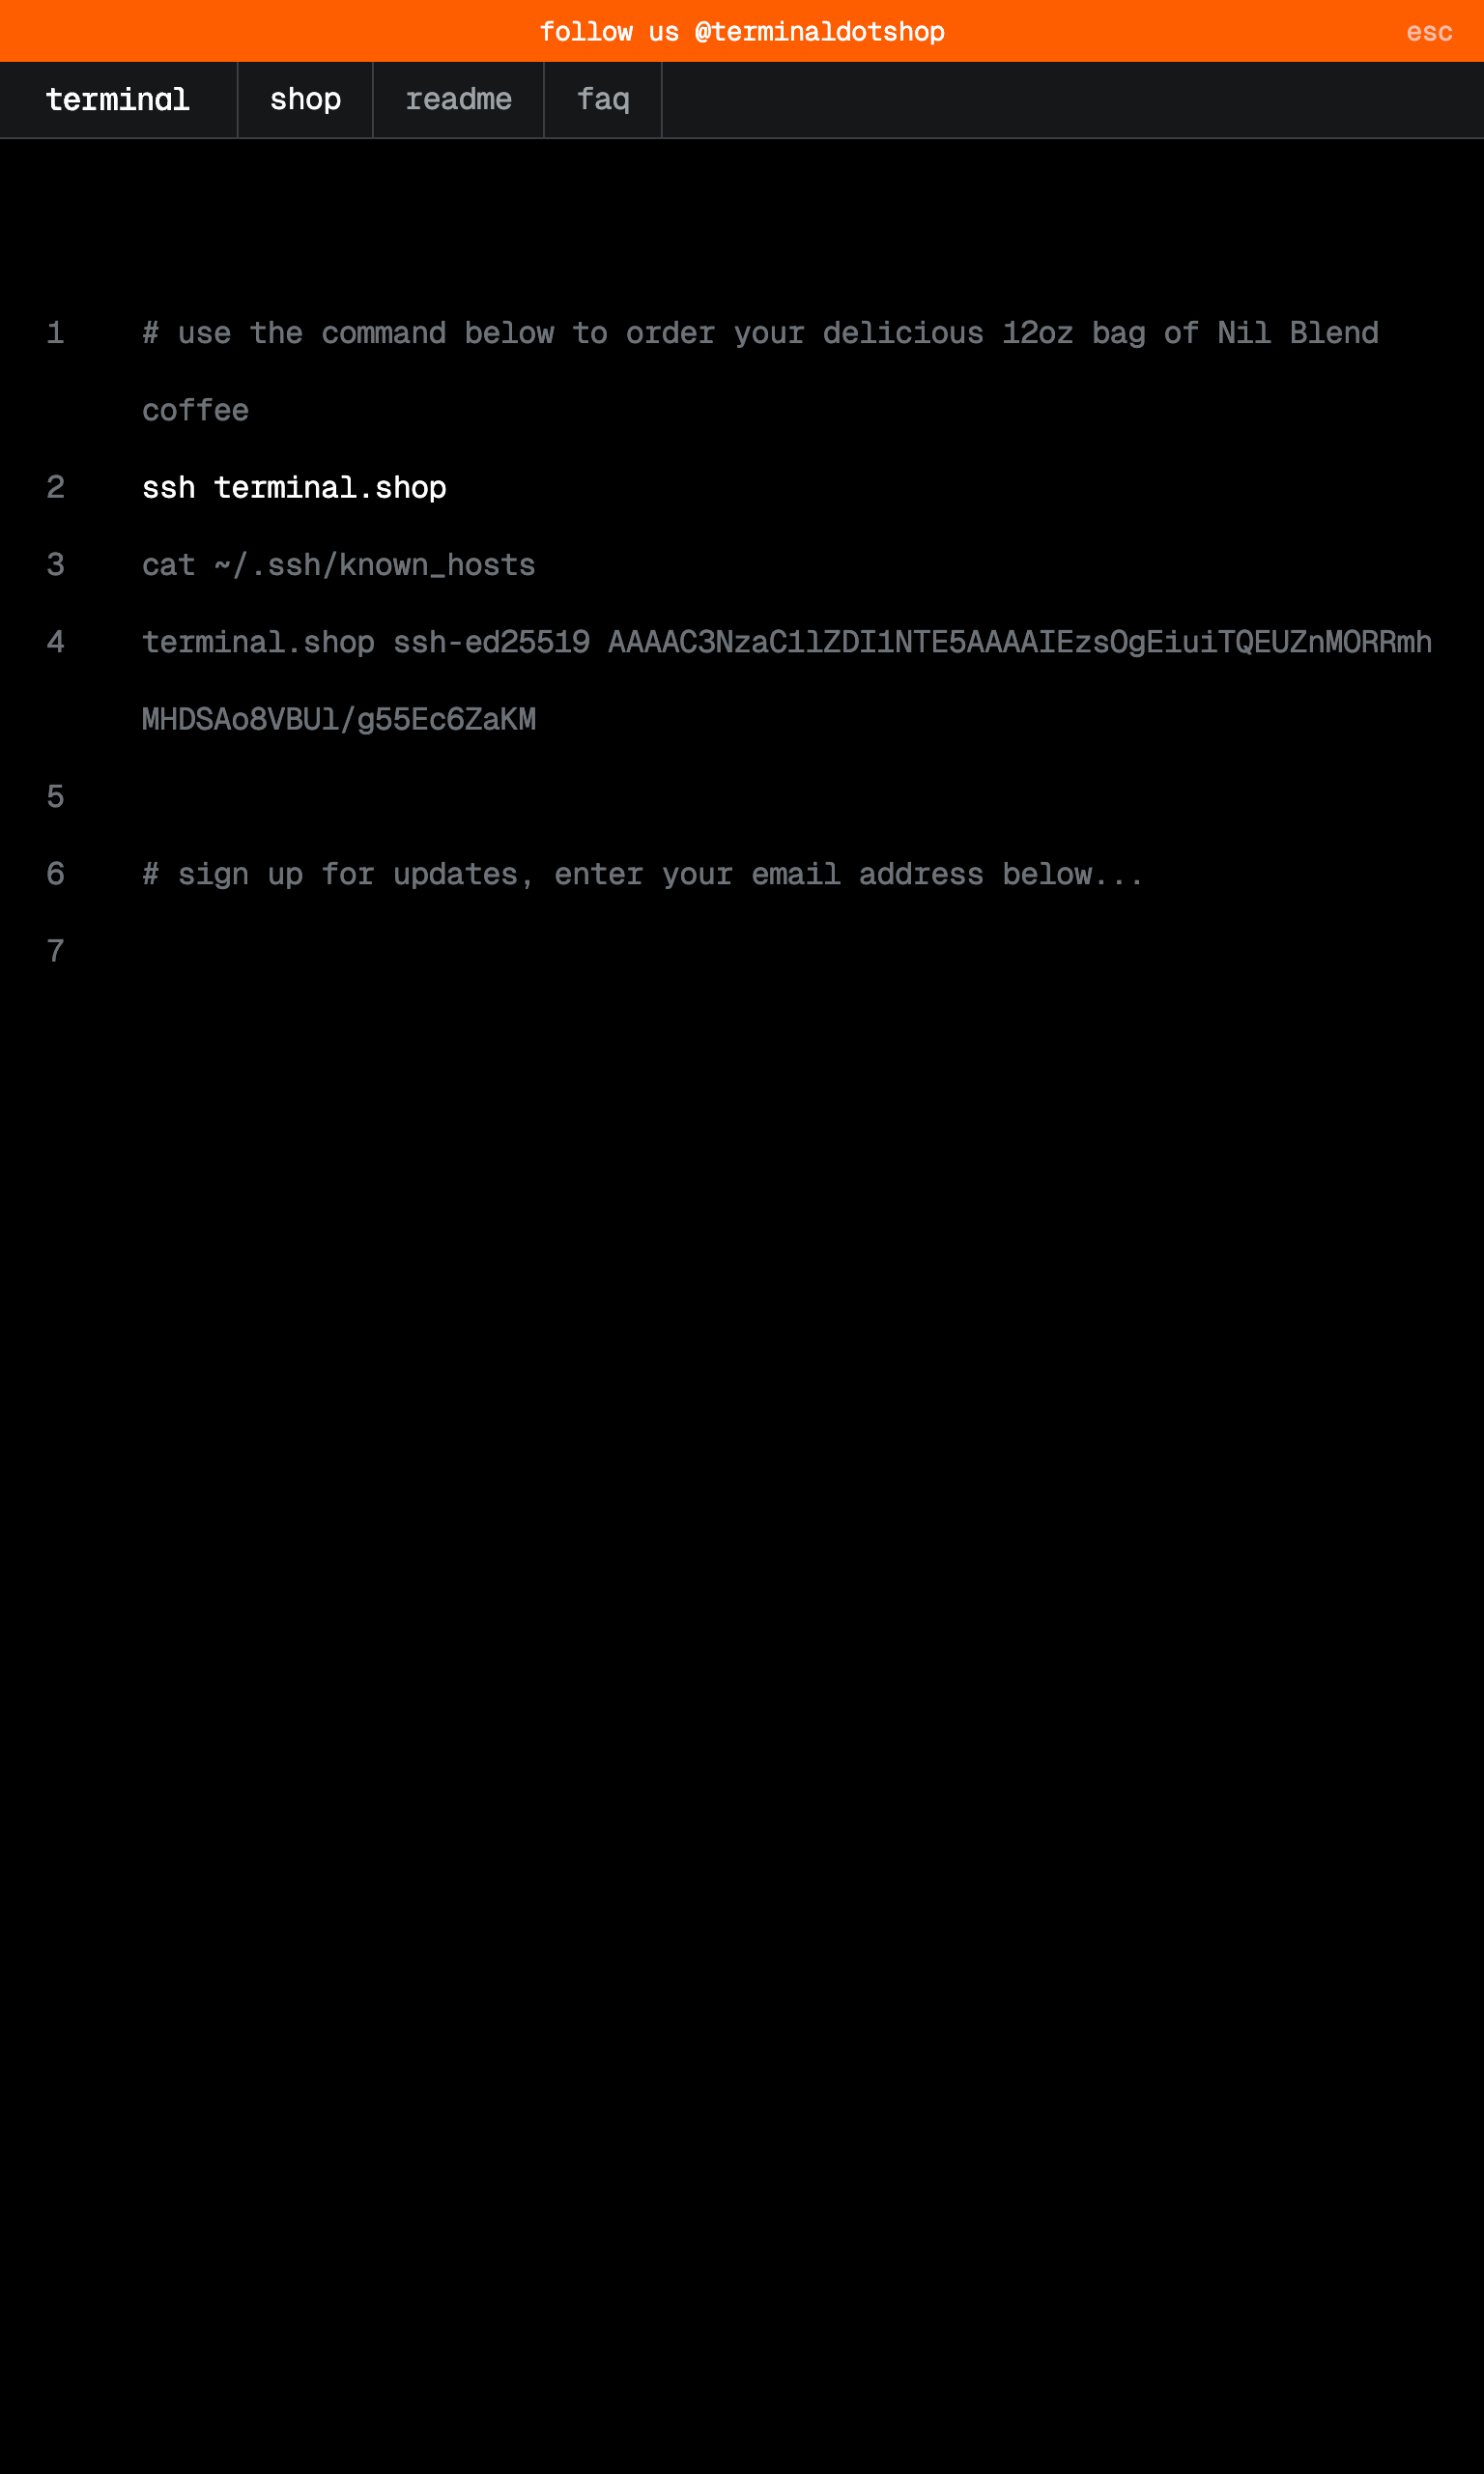 follow us @terminaldotshop esc
terminal shop readme faq
1 # use the command below to order your delicious 12oz bag of Nil Blend
coffee
2 ssh terminal.shop
3 cat ~/.ssh/known_hosts
4 terminal.shop ssh-ed25519 AAAAC3NzaC1lZDI1NTE5AAAAIEzsOgEiuiTQEUZnMORRmh
MHDSAo8VBUl/g55Ec6ZaKM
5
6 # sign up for updates, enter your email address below...
7